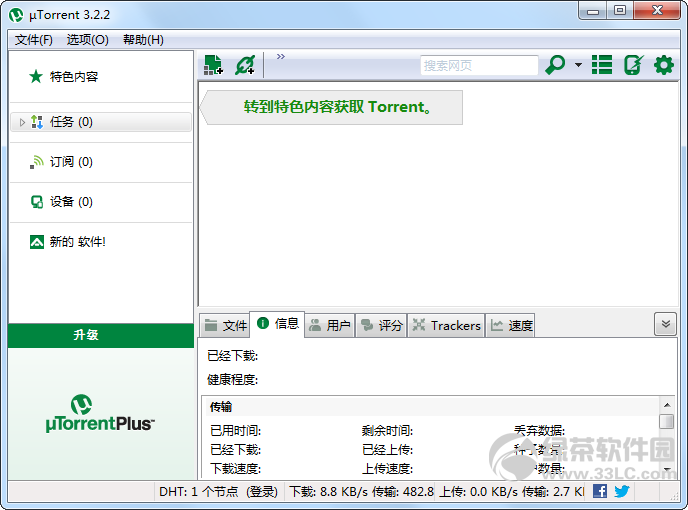 µTorrent 3.2.2
文件(F) 选项(O) 帮助(H)
特色内容
搜索网页
转到特色内容获取 Torrent。
任务 (0)
订阅 (0)
设备 (0)
新的 软件!
升级
µTorrentPlus™
文件 信息 用户 评分 Trackers 速度
已经下载:
健康程度:
传输
已用时间: 剩余时间: 丢弃数据:
已经下载: 已经上传: 种子数量:
下载速度: 上传速度: 户数量:
绿茶软件园
www.33LC.com
DHT: 1 个节点 (登录) 下载: 8.8 KB/s 传输: 482.8 上传: 0.0 KB/s 传输: 2.7 K